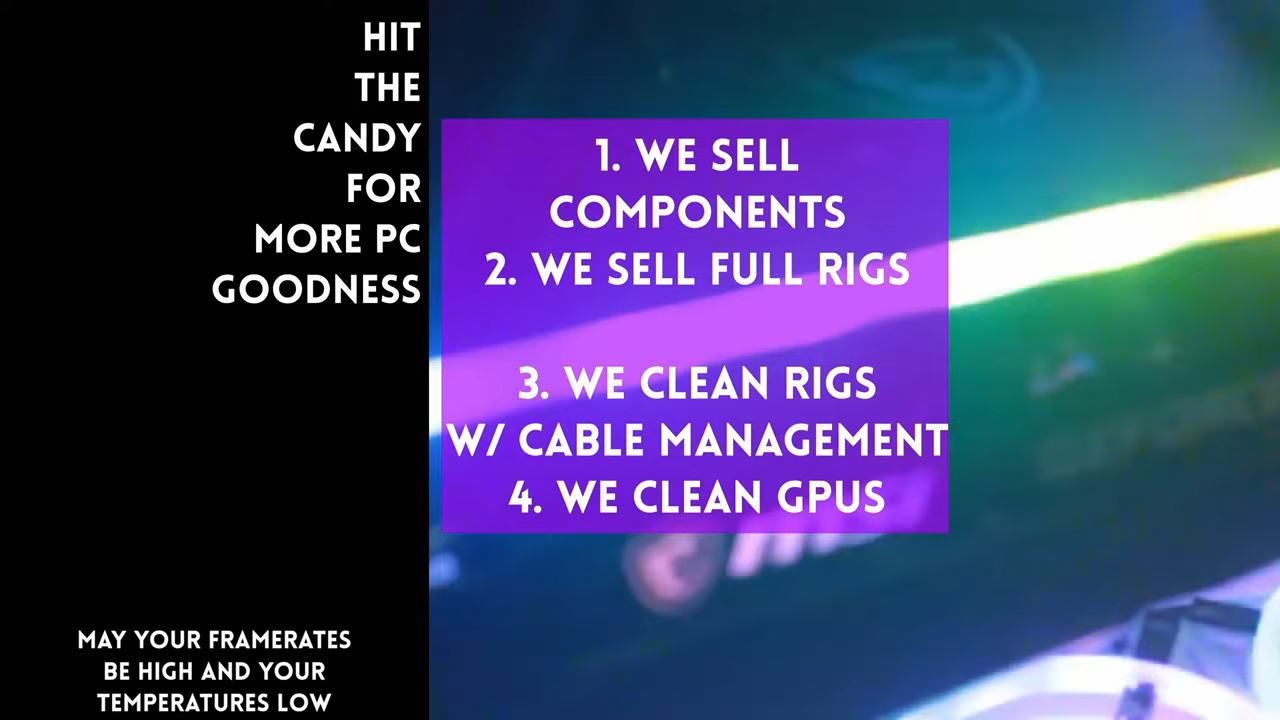 HIT
THE
CANDY
FOR
MORE PC
GOODNESS
1. WE SELL
COMPONENTS
2. WE SELL FULL RIGS
3. WE CLEAN RIGS
W/ CABLE MANAGEMENT
4. WE CLEAN GPUS
MAY YOUR FRAMERATES
BE HIGH AND YOUR
TEMPERATURES LOW